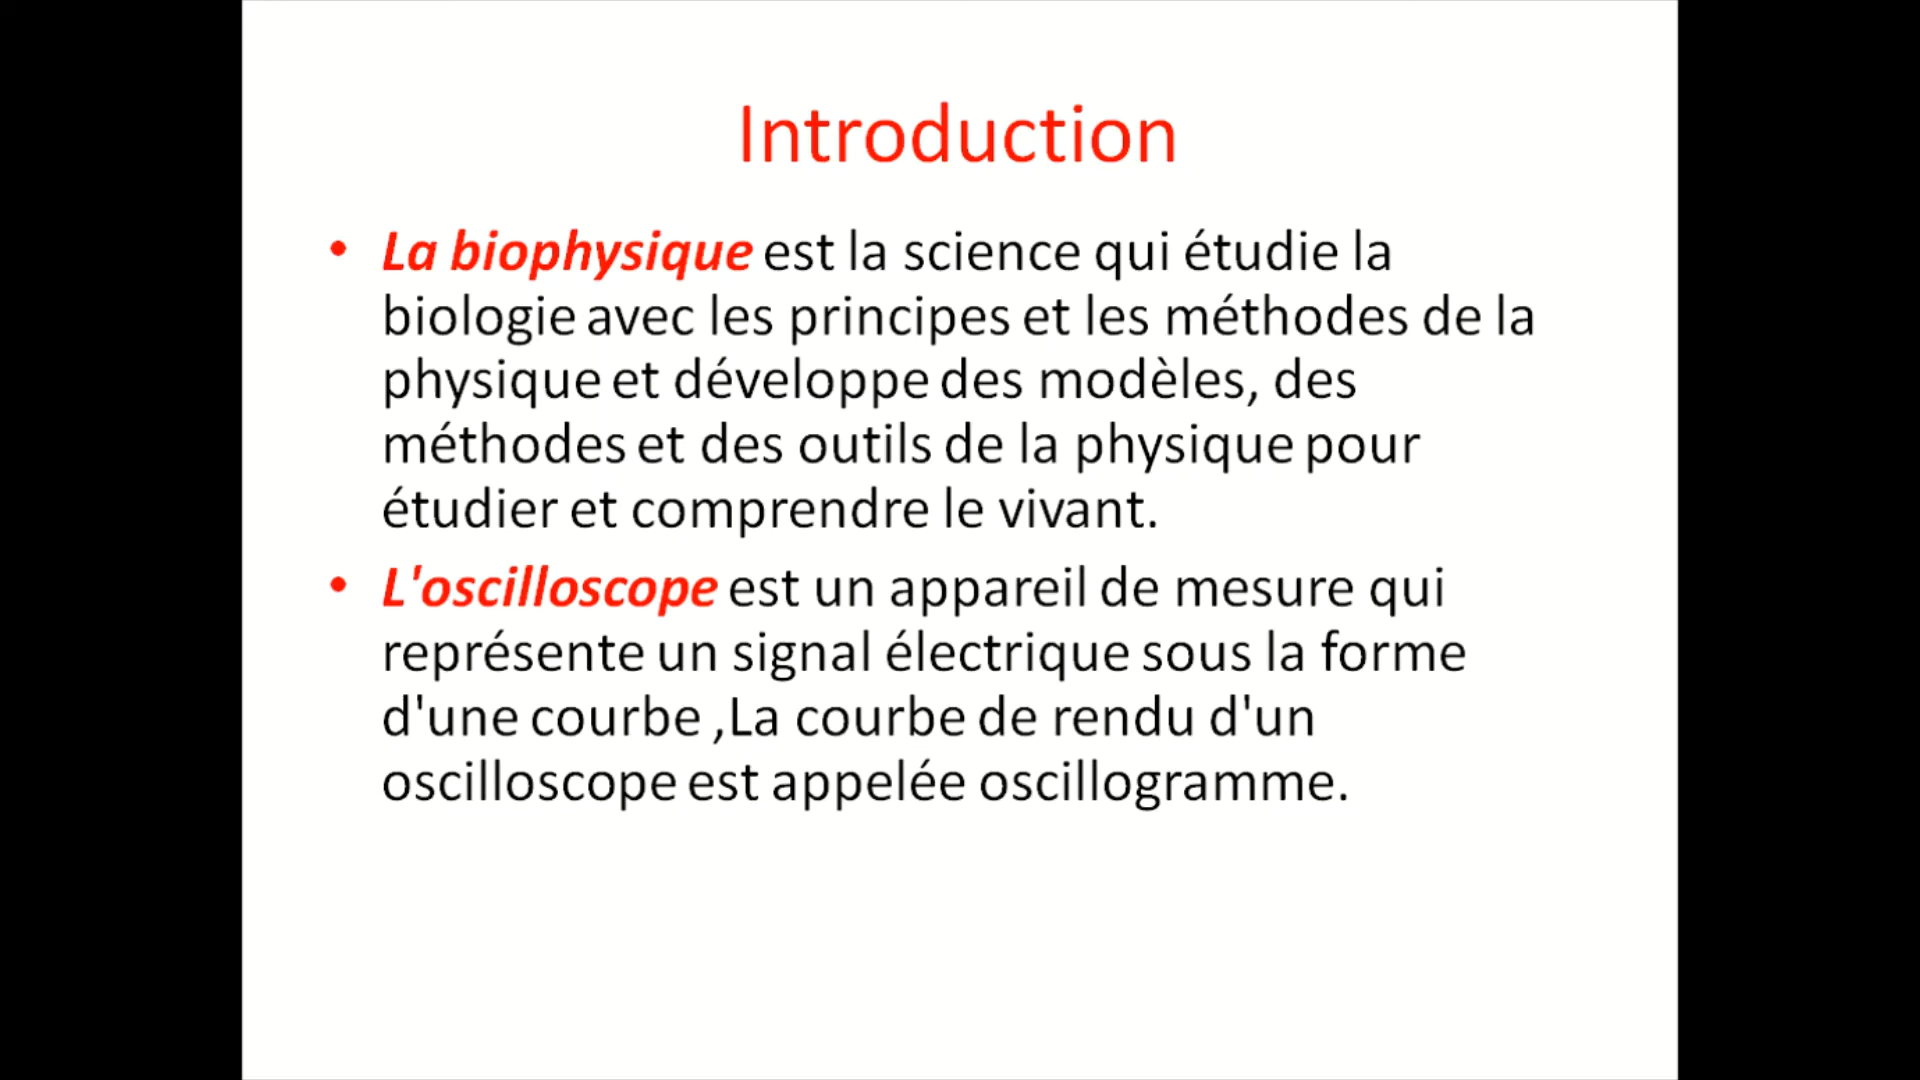 Introduction
• La biophysique est la science qui étudie la
biologie avec les principes et les méthodes de la
physique et développe des modèles, des
méthodes et des outils de la physique pour
étudier et comprendre le vivant.
• L'oscilloscope est un appareil de mesure qui
représente un signal électrique sous la forme
d'une courbe ,La courbe de rendu d'un
oscilloscope est appelée oscillogramme.